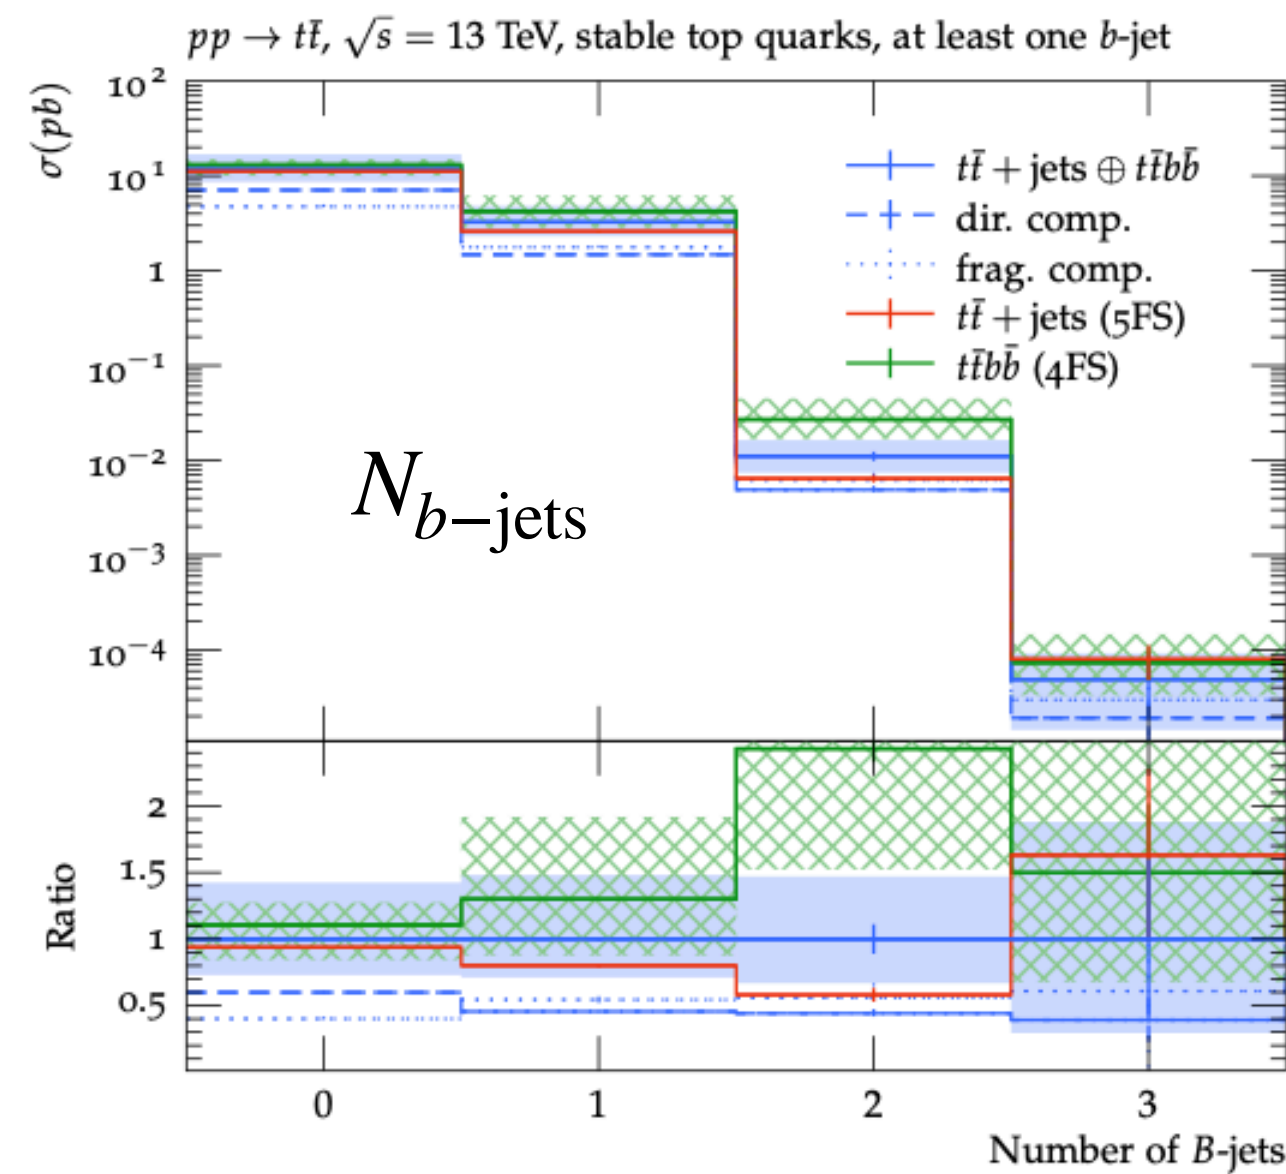 pp → tt̄, √s = 13 TeV, stable top quarks, at least one b-jet
σ(pb)
10²
10¹
1
10⁻¹
10⁻²
10⁻³
10⁻⁴
tt̄ + jets ⊕ tt̄bb̄
dir. comp.
frag. comp.
tt̄ + jets (5FS)
tt̄bb̄ (4FS)
N_{b−jets}
Ratio
2
1.5
1
0.5
0 1 2 3
Number of B-jets